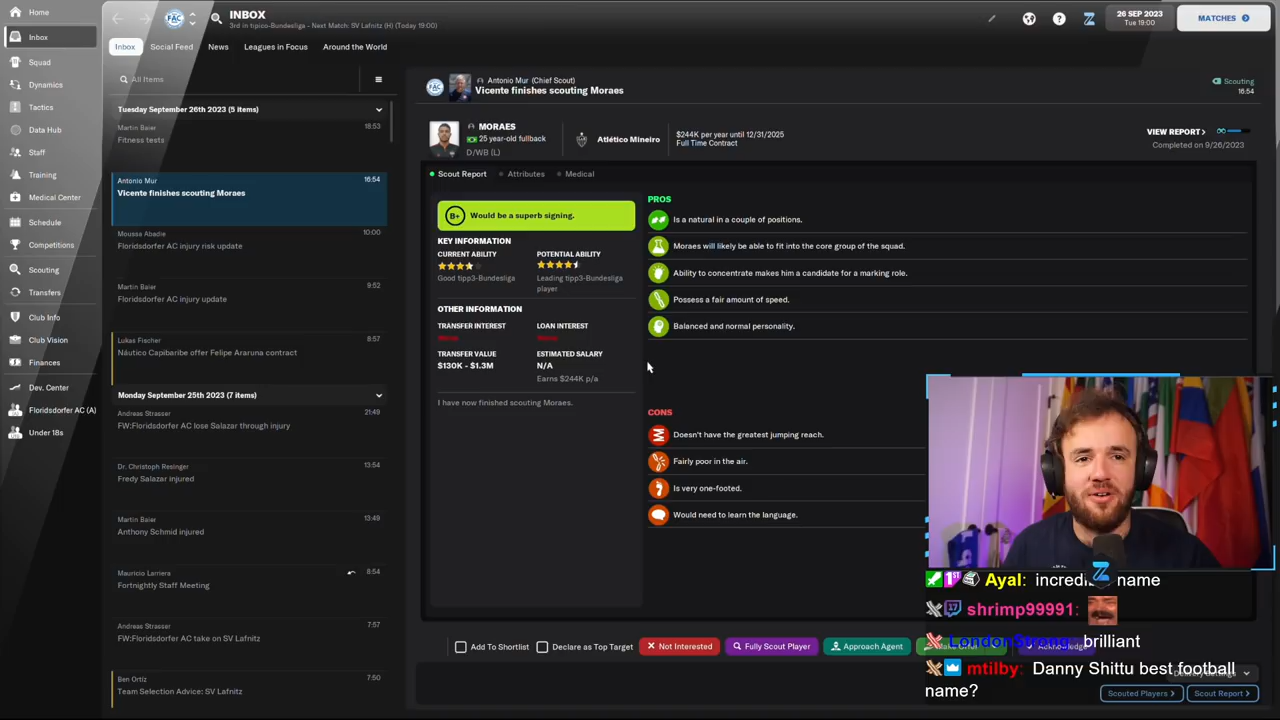 Home
Inbox
Squad
Dynamics
Tactics
Data Hub
Staff
Training
Medical Center
Schedule
Competitions
Scouting
Transfers
Club Info
Club Vision
Finances
Dev. Center
Floridsdorfer AC (A)
Under 18s
FAC
INBOX
3rd in tipico-Bundesliga - Next Match: SV Lafnitz (H) (Today 19:00)
26 SEP 2023
Tue 19:00
MATCHES
Inbox
Social Feed
News
Leagues in Focus
Around the World
All Items
Tuesday September 26th 2023 (5 items)
Martin Baier 18:53
Fitness tests
Antonio Mur 16:54
Vicente finishes scouting Moraes
Moussa Abadie 10:00
Floridsdorfer AC injury risk update
Martin Baier 9:52
Floridsdorfer AC injury update
Lukas Fischer 8:57
Náutico Capibaribe offer Felipe Araruna contract
Monday September 25th 2023 (7 items)
Andreas Strasser 21:49
FW:Floridsdorfer AC lose Salazar through injury
Dr. Christoph Resinger 13:54
Fredy Salazar injured
Martin Baier 13:49
Anthony Schmid injured
Mauricio Larriera 8:54
Fortnightly Staff Meeting
Andreas Strasser 7:57
FW:Floridsdorfer AC take on SV Lafnitz
Ben Ortiz 7:50
Team Selection Advice: SV Lafnitz
FAC
Antonio Mur (Chief Scout)
Vicente finishes scouting Moraes
Scouting
16:54
MORAES
25 year-old fullback
D/WB (L)
Atlético Mineiro
$244K per year until 12/31/2025
Full Time Contract
VIEW REPORT>
Completed on 9/26/2023
Scout Report
Attributes
Medical
B+ Would be a superb signing.
KEY INFORMATION
CURRENT ABILITY
Good tipp3-Bundesliga
POTENTIAL ABILITY
Leading tipp3-Bundesliga
player
OTHER INFORMATION
TRANSFER INTEREST
LOAN INTEREST
TRANSFER VALUE
$130K - $1.3M
ESTIMATED SALARY
N/A
Earns $244K p/a
I have now finished scouting Moraes.
PROS
Is a natural in a couple of positions.
Moraes will likely be able to fit into the core group of the squad.
Ability to concentrate makes him a candidate for a marking role.
Possess a fair amount of speed.
Balanced and normal personality.
CONS
Doesn't have the greatest jumping reach.
Fairly poor in the air.
Is very one-footed.
Would need to learn the language.
Add To Shortlist
Declare as Top Target
Not Interested
Fully Scout Player
Approach Agent
Scouted Players >
Scout Report >
Ayal: incredible name
shrimp99991:
LondonStrang: brilliant
mtilby: Danny Shittu best football
name?